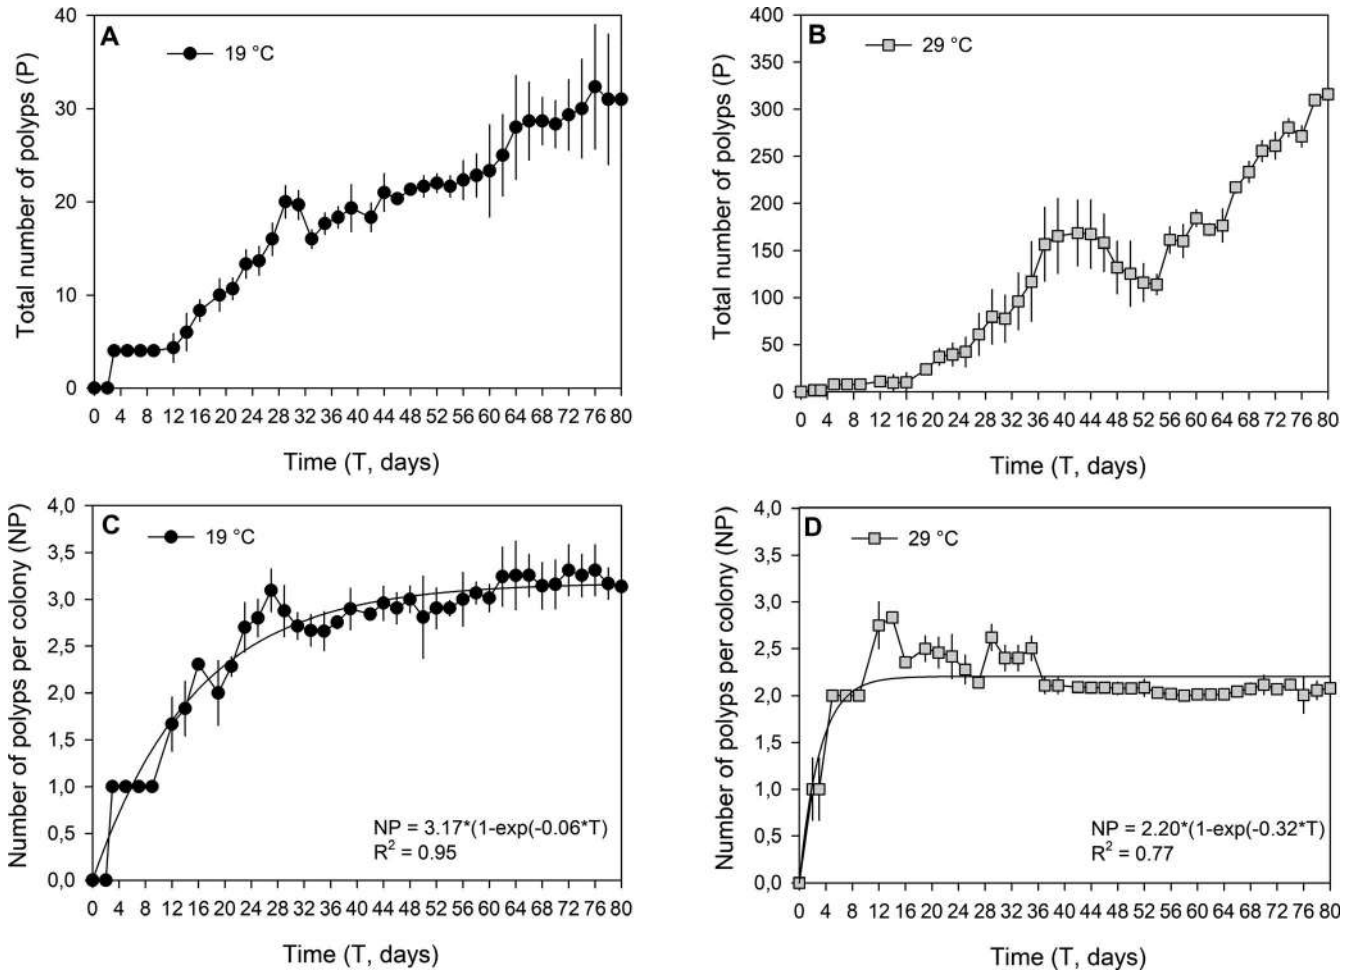 A
19 °C
Total number of polyps (P)
40
30
20
10
0
0 4 8 12 16 20 24 28 32 36 40 44 48 52 56 60 64 68 72 76 80
Time (T, days)
B
29 °C
Total number of polyps (P)
400
350
300
250
200
150
100
50
0
0 4 8 12 16 20 24 28 32 36 40 44 48 52 56 60 64 68 72 76 80
Time (T, days)
C
19 °C
Number of polyps per colony (NP)
4,0
3,5
3,0
2,5
2,0
1,5
1,0
0,5
0,0
NP = 3.17*(1-exp(-0.06*T)
R² = 0.95
0 4 8 12 16 20 24 28 32 36 40 44 48 52 56 60 64 68 72 76 80
Time (T, days)
D
29 °C
Number of polyps per colony (NP)
4,0
3,5
3,0
2,5
2,0
1,5
1,0
0,5
0,0
NP = 2.20*(1-exp(-0.32*T)
R² = 0.77
0 4 8 12 16 20 24 28 32 36 40 44 48 52 56 60 64 68 72 76 80
Time (T, days)